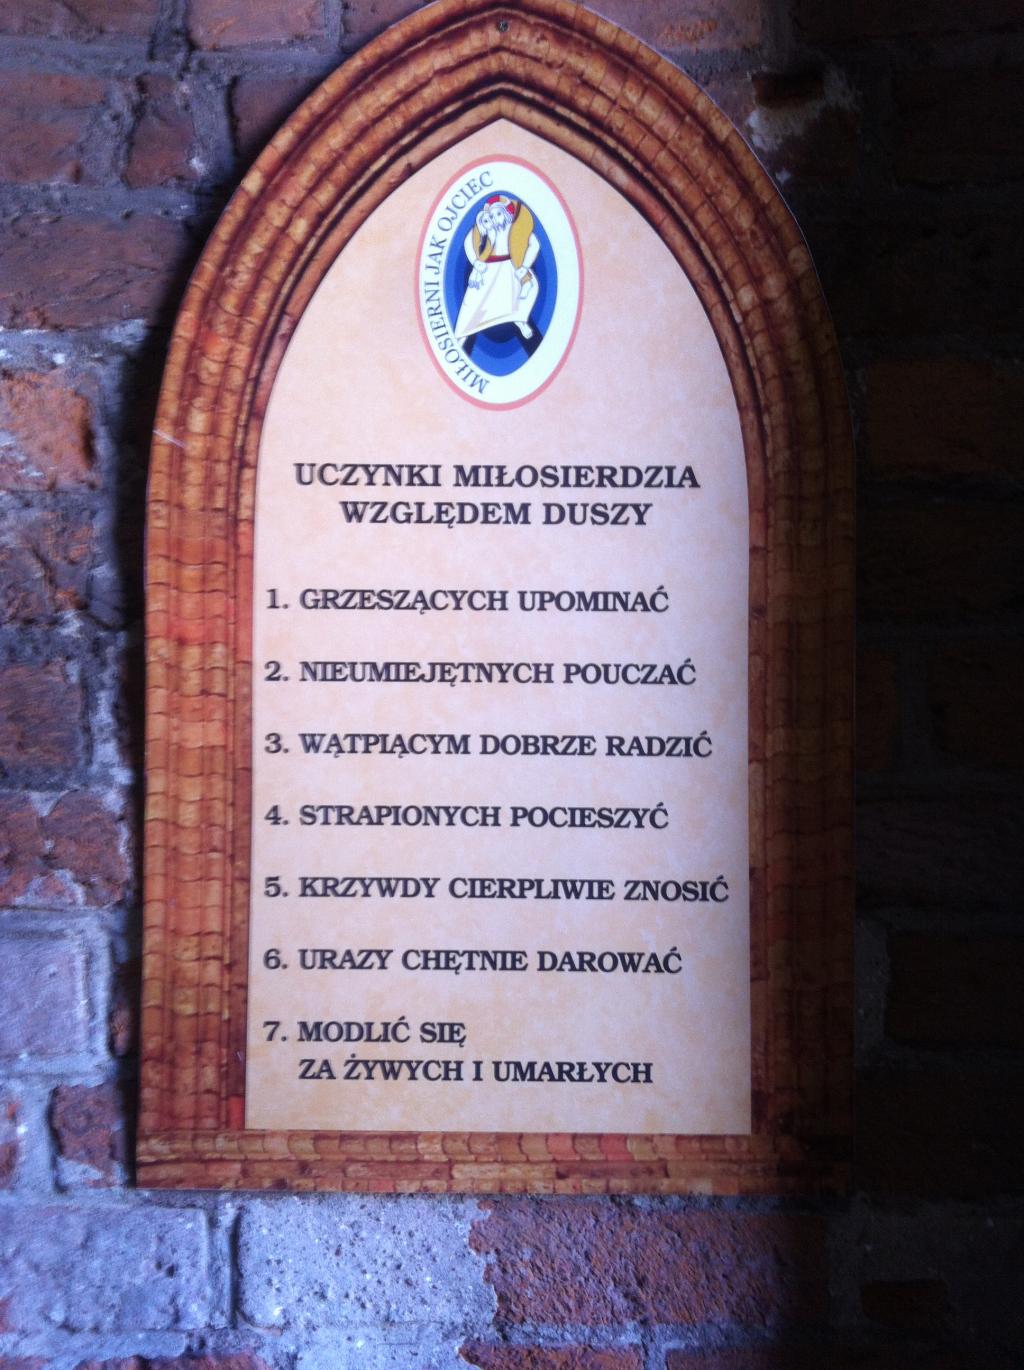 MIŁOSIERNI JAK OJCIEC
UCZYNKI MIŁOSIERDZIA
WZGLĘDEM DUSZY
1. GRZESZĄCYCH UPOMINAĆ
2. NIEUMIEJĘTNYCH POUCZAĆ
3. WĄTPIĄCYM DOBRZE RADZIĆ
4. STRAPIONYCH POCIESZYĆ
5. KRZYWDY CIERPLIWIE ZNOSIĆ
6. URAZY CHĘTNIE DAROWAĆ
7. MODLIĆ SIĘ
ZA ŻYWYCH I UMARŁYCH